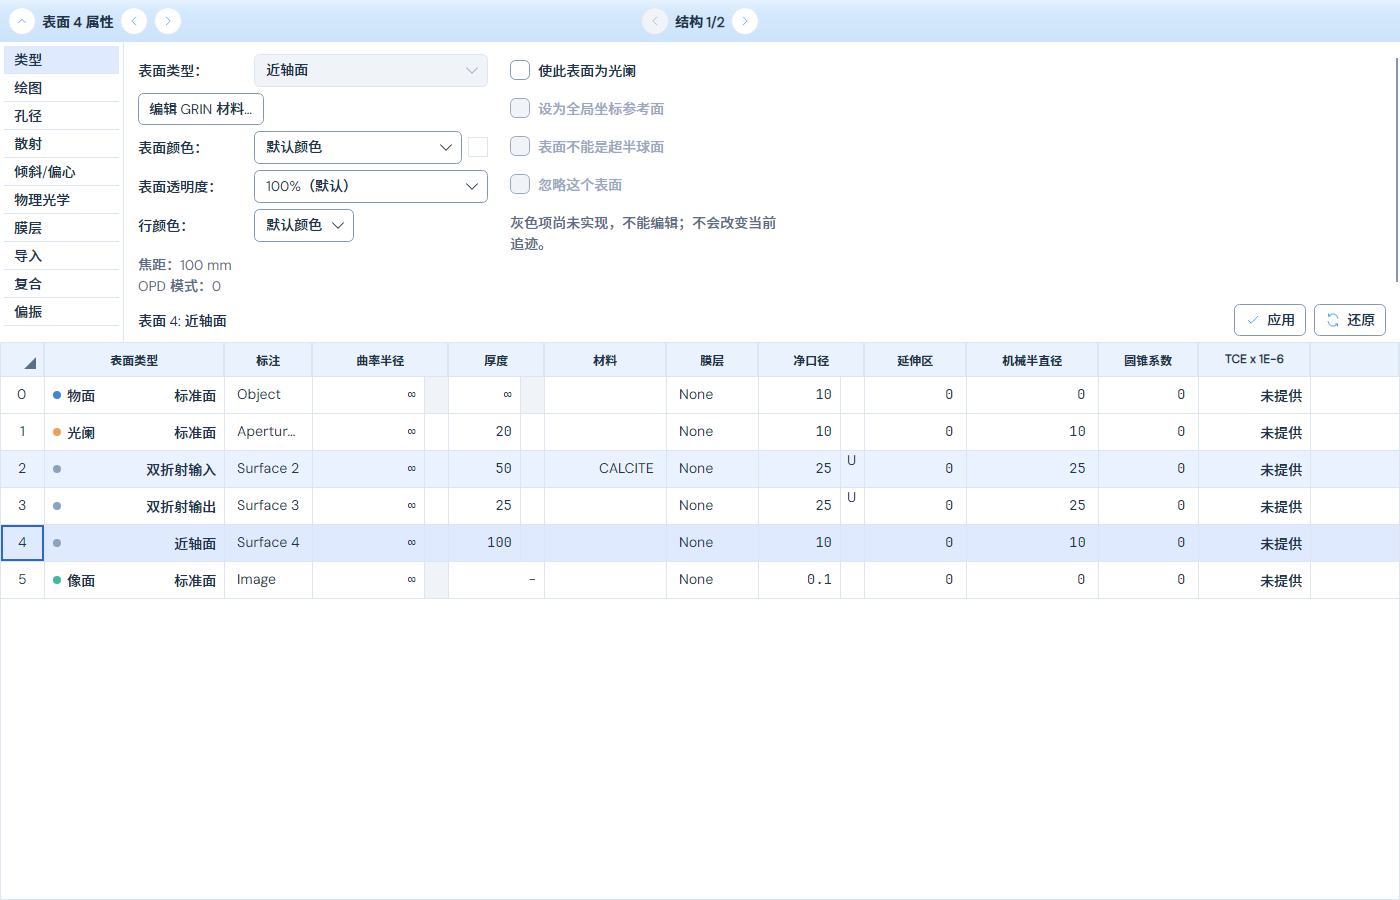 表面 4 属性
结构 1/2
类型
绘图
孔径
散射
倾斜/偏心
物理光学
膜层
导入
复合
偏振
表面类型：
近轴面
编辑 GRIN 材料...
表面颜色：
默认颜色
表面透明度：
100%（默认）
行颜色：
默认颜色
焦距：100 mm
OPD 模式：0
使此表面为光阑
设为全局坐标参考面
表面不能是超半球面
忽略这个表面
灰色项尚未实现，不能编辑；不会改变当前
追迹。
表面 4: 近轴面
应用
还原
表面类型 标注 曲率半径 厚度 材料 膜层 净口径 延伸区 机械半直径 圆锥系数 TCE x 1E-6
0 物面 标准面 Object ∞ ∞ None 10 0 0 0 未提供
1 光阑 标准面 Apertur... ∞ 20 None 10 0 10 0 未提供
2 双折射输入 Surface 2 ∞ 50 CALCITE None 25 U 0 25 0 未提供
3 双折射输出 Surface 3 ∞ 25 None 25 U 0 25 0 未提供
4 近轴面 Surface 4 ∞ 100 None 10 0 10 0 未提供
5 像面 标准面 Image ∞ - None 0.1 0 0 0 未提供